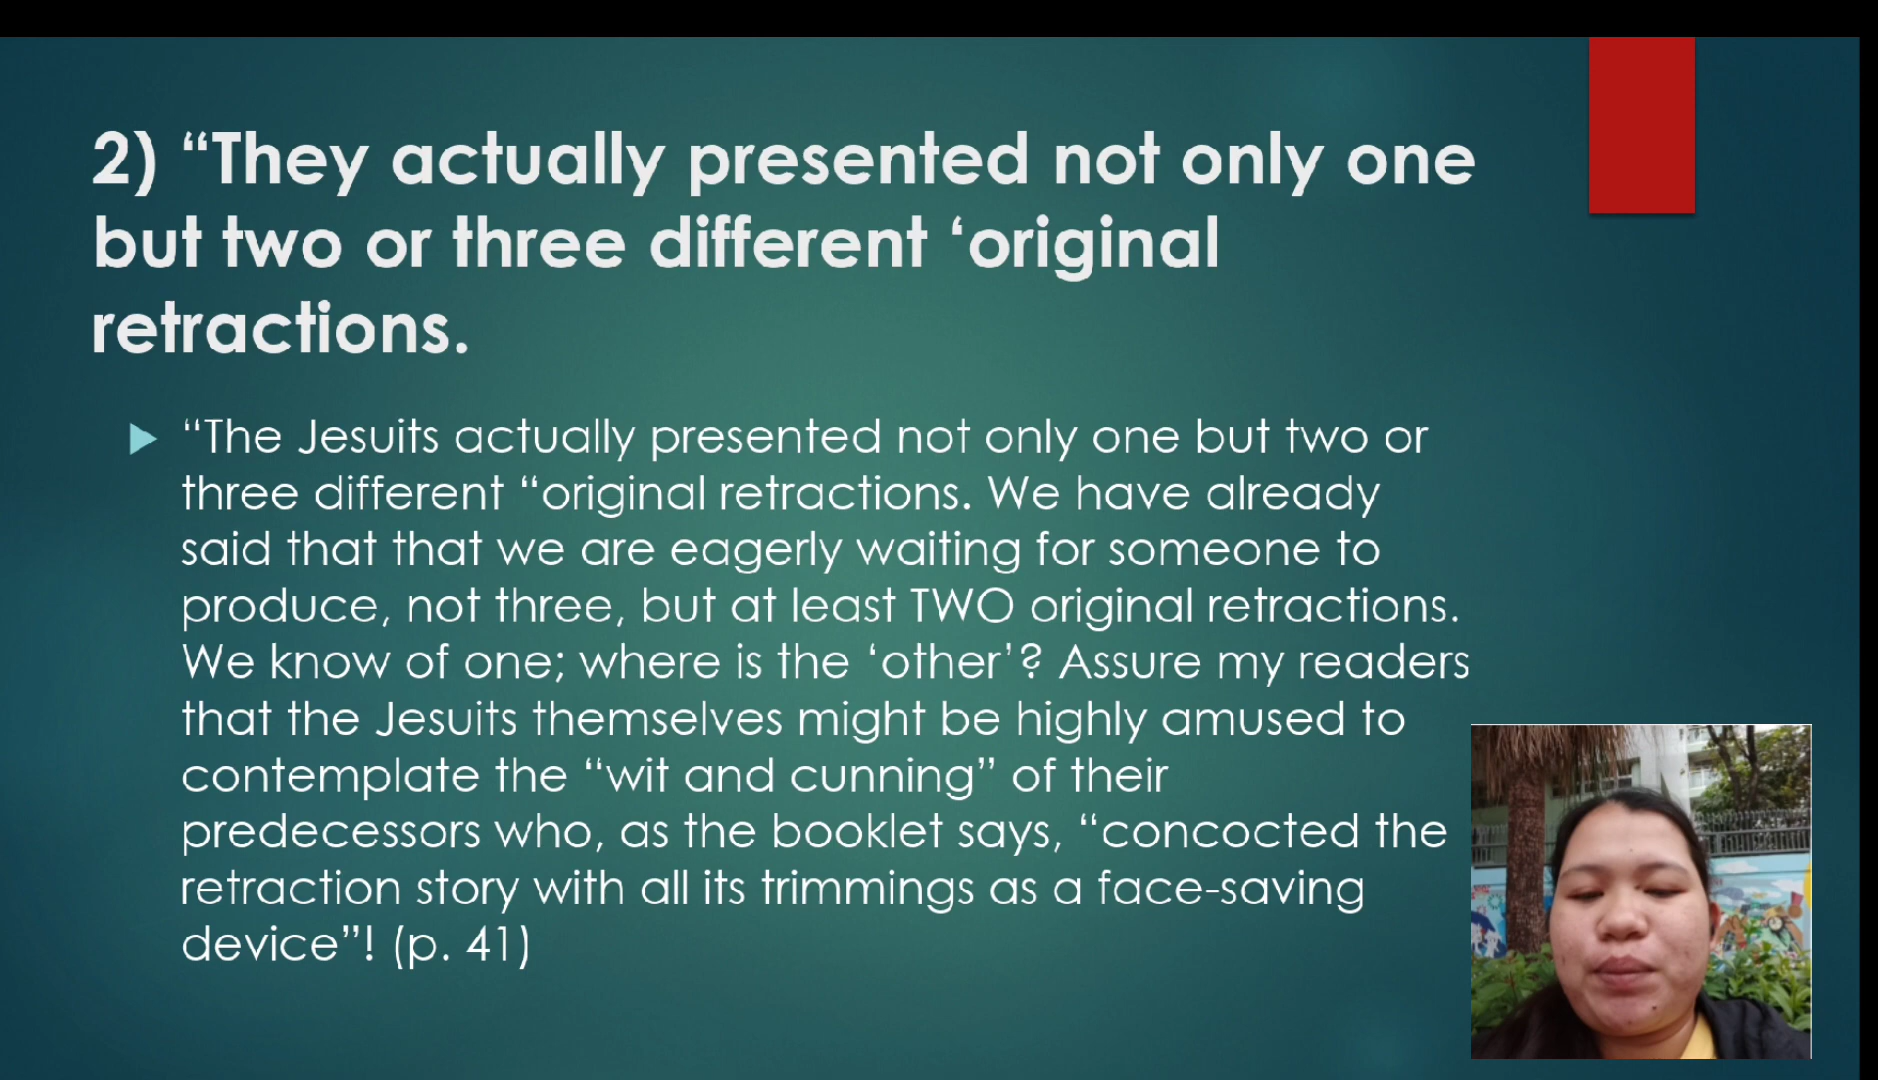 2) “They actually presented not only one
but two or three different ‘original
retractions.
“The Jesuits actually presented not only one but two or
three different “original retractions. We have already
said that that we are eagerly waiting for someone to
produce, not three, but at least TWO original retractions.
We know of one; where is the ‘other’? Assure my readers
that the Jesuits themselves might be highly amused to
contemplate the “wit and cunning” of their
predecessors who, as the booklet says, “concocted the
retraction story with all its trimmings as a face-saving
device”! (p. 41)